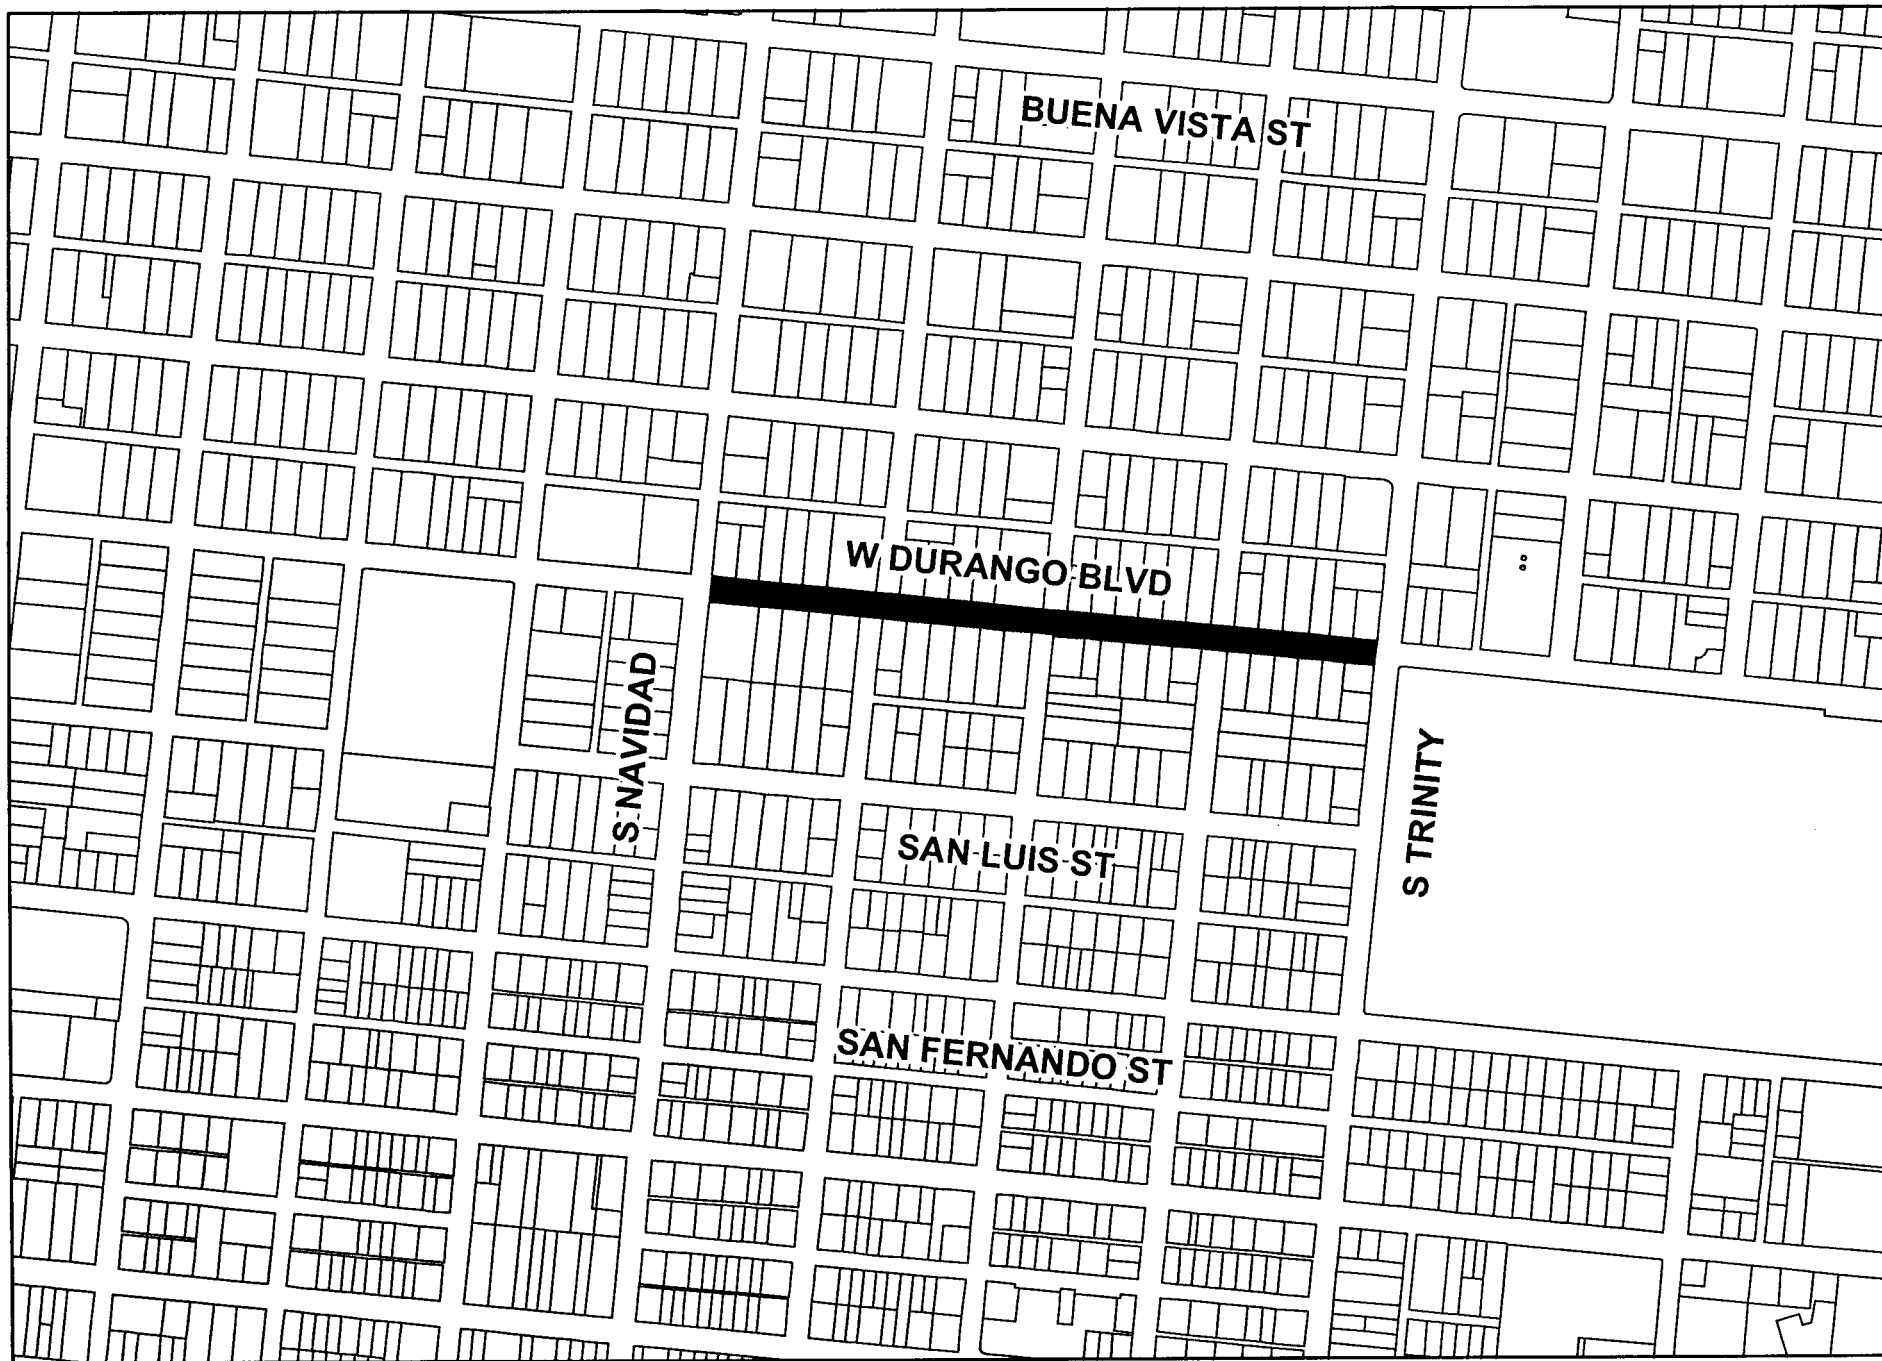 BUENA VISTA ST
W DURANGO BLVD
S NAVIDAD
S TRINITY
SAN LUIS ST
SAN FERNANDO ST